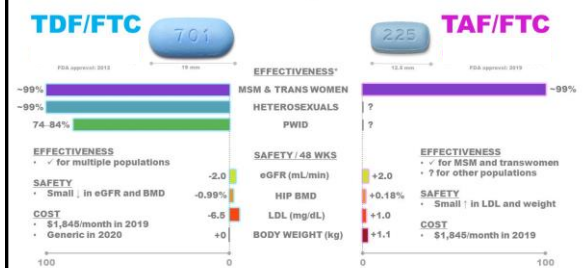 TDF/FTC
701
225
TAF/FTC
FDA approval: 2012
19 mm
12.8 mm
FDA approval: 2019
EFFECTIVENESS*
~99%
MSM & TRANS WOMEN
~99%
~99%
HETEROSEXUALS
?
74-84%
PWID
?
EFFECTIVENESS
• ✓ for multiple populations
SAFETY
• Small ↓ in eGFR and BMD
COST
• $1,845/month in 2019
• Generic in 2020
SAFETY / 48 WKS
-2.0
eGFR (mL/min)
+2.0
-0.99%
HIP BMD
+0.18%
-6.5
LDL (mg/dL)
+1.0
+0
BODY WEIGHT (kg)
+1.1
EFFECTIVENESS
• ✓ for MSM and transwomen
• ? for other populations
SAFETY
• Small ↑ in LDL and weight
COST
• $1,845/month in 2019
100
0
0
100